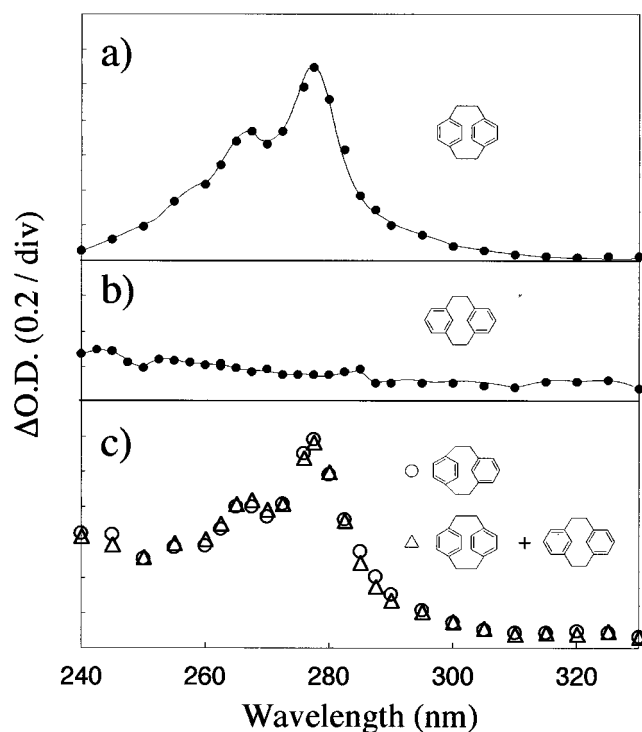 a)
b)
c)
ΔO.D. (0.2 / div)
+
240 260 280 300 320
Wavelength (nm)